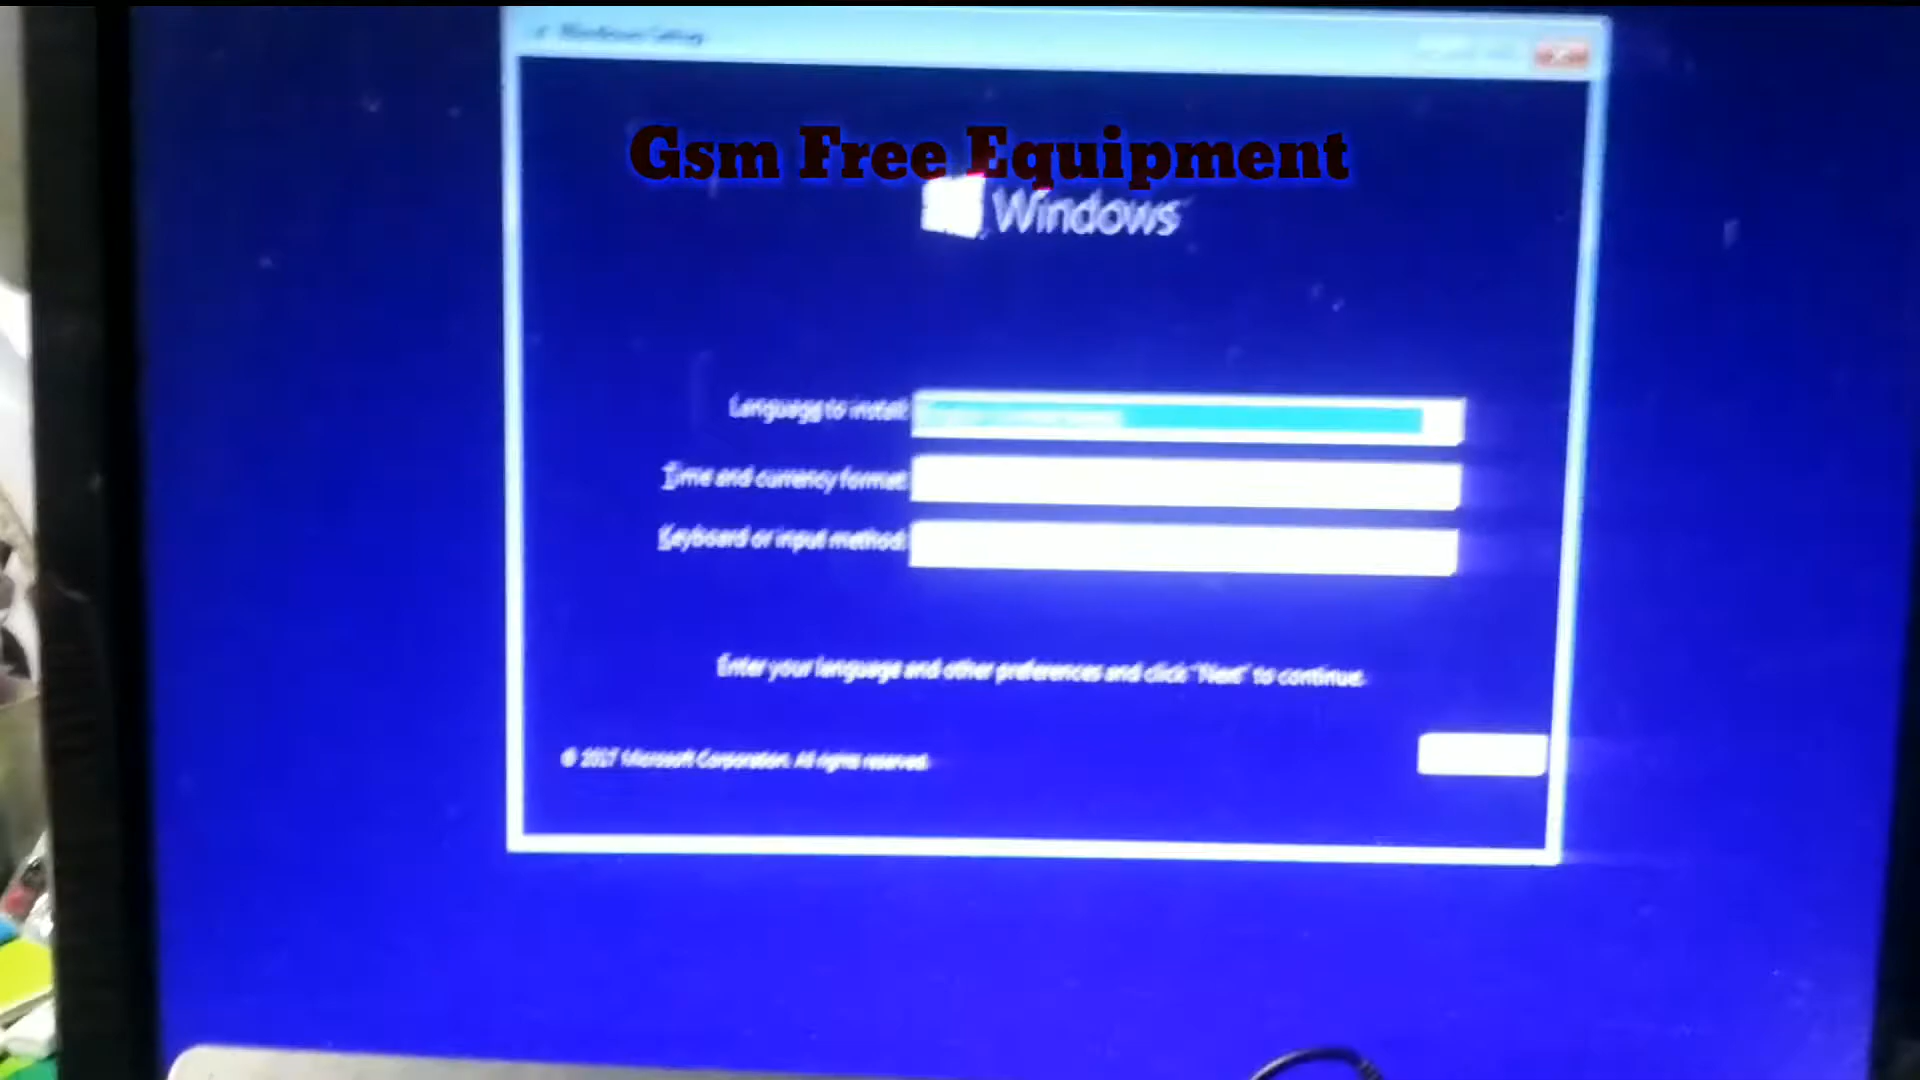 Gsm Free Equipment
Windows
Language to install:
Time and currency format:
Keyboard or input method:
Enter your language and other preferences and click "Next" to continue.
© 2017 Microsoft Corporation. All rights reserved.